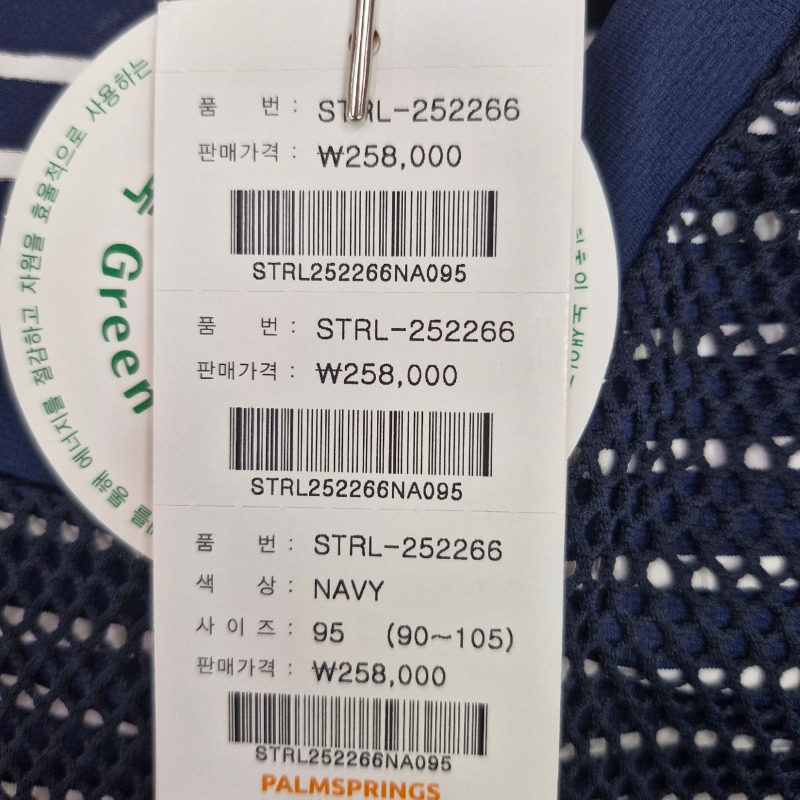 품 번 : STRL-252266
판매가격 : ₩258,000
STRL252266NA095
품 번 : STRL-252266
판매가격 : ₩258,000
STRL252266NA095
품 번 : STRL-252266
색 상 : NAVY
사 이 즈 : 95 (90~105)
판매가격 : ₩258,000
STRL252266NA095
PALMSPRINGS
통해 에너지를 절감하고 자원을 효율적으로 사용하는
Green